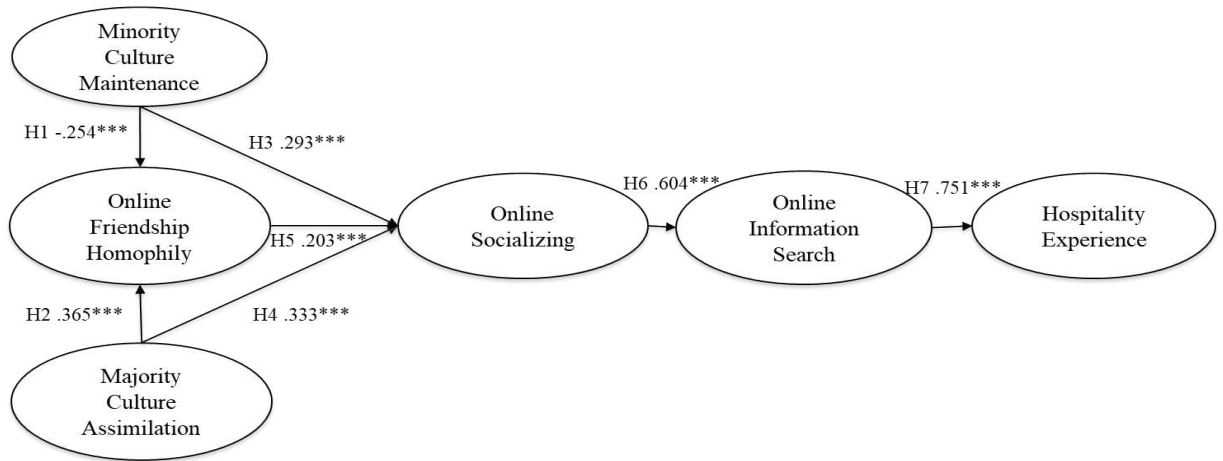 Minority
Culture
Maintenance
H1 -.254***
H3 .293***
Online
Friendship
Homophily
H5 .203***
H2 .365***
H4 .333***
Majority
Culture
Assimilation
Online
Socializing
H6 .604***
Online
Information
Search
H7 .751***
Hospitality
Experience